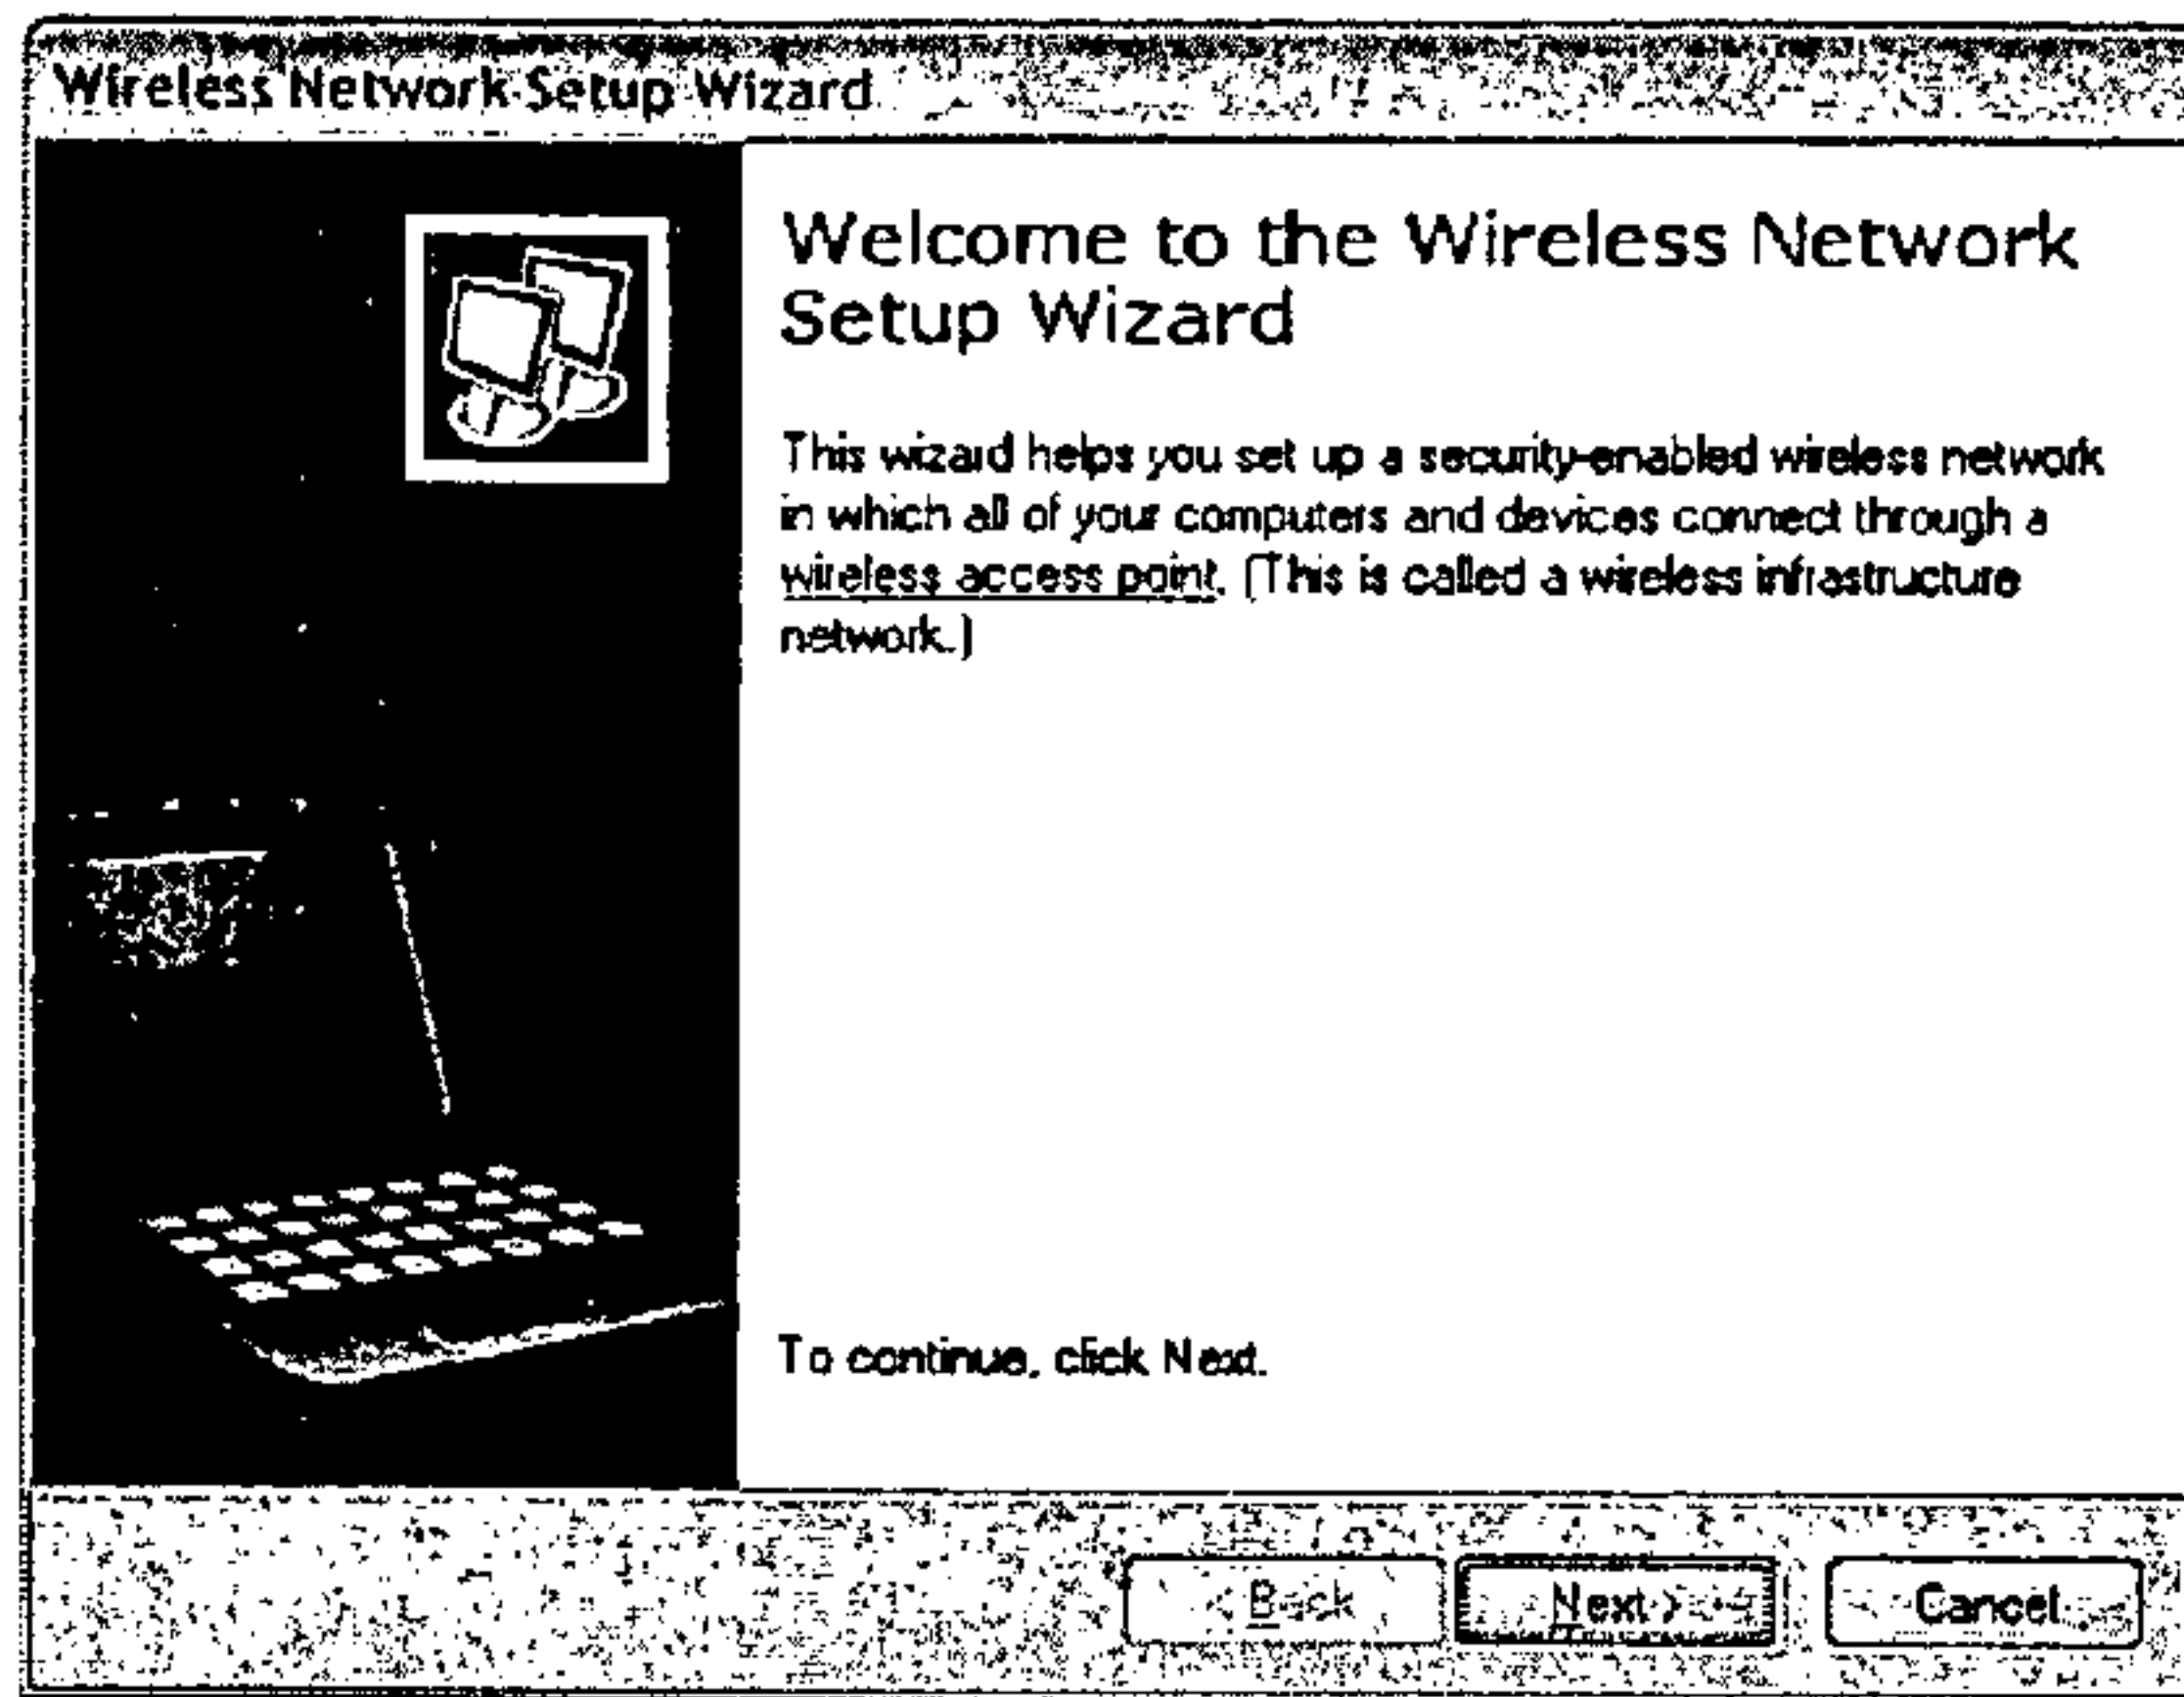 Wireless Network Setup Wizard
Welcome to the Wireless Network
Setup Wizard
This wizard helps you set up a security-enabled wireless network
in which all of your computers and devices connect through a
wireless access point. (This is called a wireless infrastructure
network.)
To continue, click Next.
< Back Next > Cancel